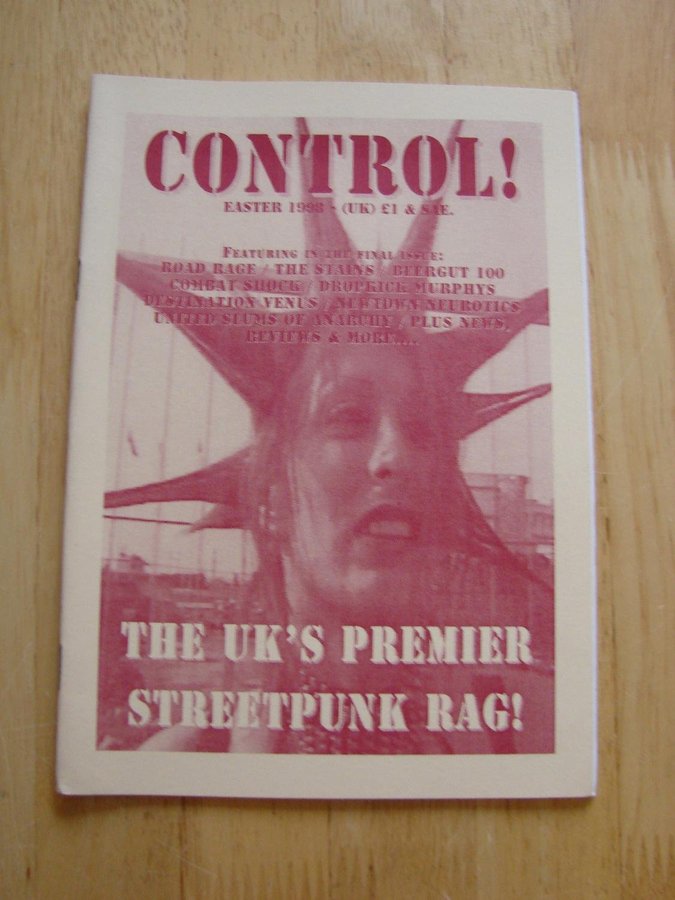 CONTROL!
EASTER 1998 - (UK) £1 & SAE.
FEATURING IN THE FINAL ISSUE:
ROAD RAGE / THE STAINS / BEERGUT 100
COMBAT SHOCK / DROPKICK MURPHYS
DESTINATION VENUS / NEWTOWN NEUROTICS
UNITED SLUMS OF ANARCHY / PLUS NEWS,
REVIEWS & MORE....
THE UK'S PREMIER
STREETPUNK RAG!